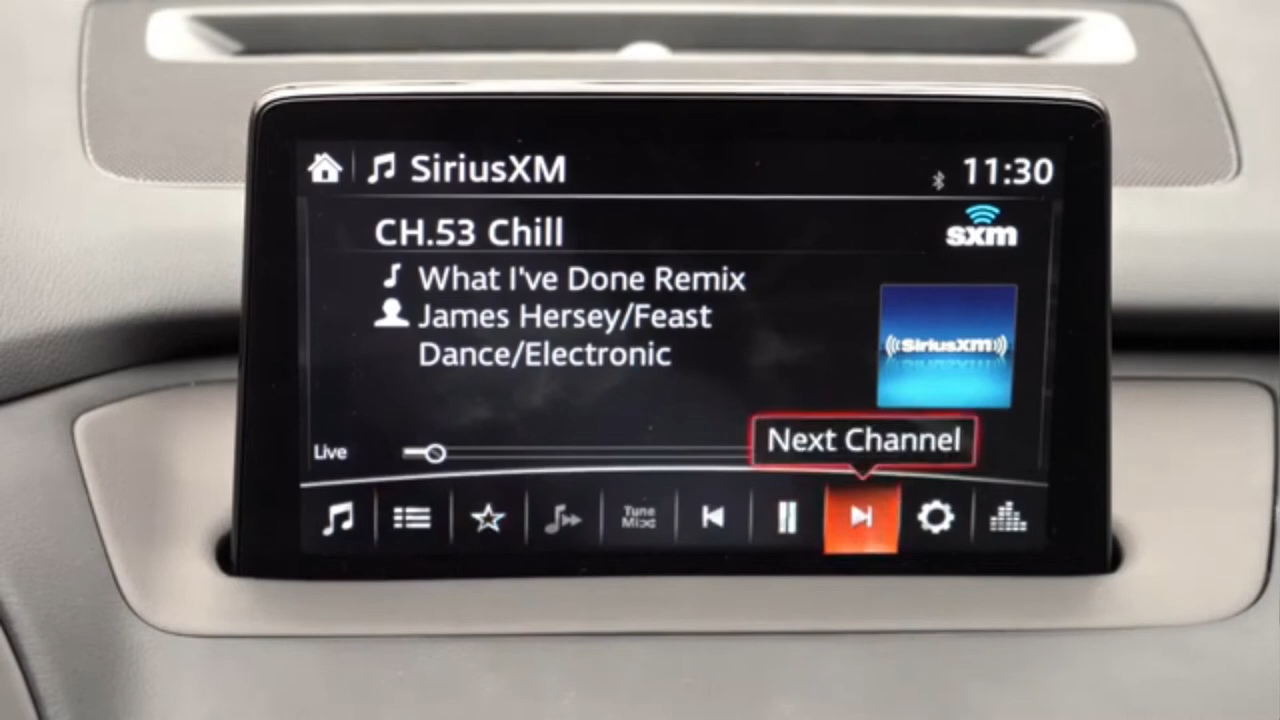 SiriusXM
11:30
CH.53 Chill
sxm
What I've Done Remix
James Hersey/Feast
Dance/Electronic
((SiriusXM))
Next Channel
Live
Tune
Mix